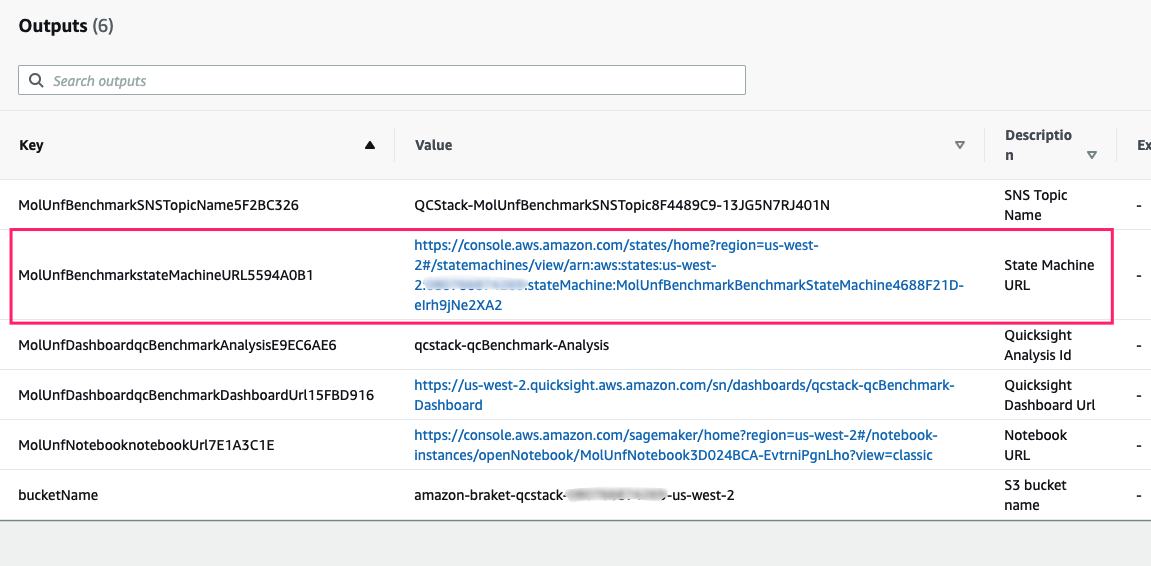 Outputs (6)
Search outputs
Key
Value
Descriptio
n
Ex
MolUnfBenchmarkSNSTopicName5F2BC326
QCStack-MolUnfBenchmarkSNSTopic8F4489C9-13JG5N7RJ401N
SNS Topic
Name
-
MolUnfBenchmarkstateMachineURL5594A0B1
https://console.aws.amazon.com/states/home?region=us-west-
2#/statemachines/view/arn:aws:states:us-west-
2: :stateMachine:MolUnfBenchmarkBenchmarkStateMachine4688F21D-
eIrh9jNe2XA2
State Machine
URL
-
MolUnfDashboardqcBenchmarkAnalysisE9EC6AE6
qcstack-qcBenchmark-Analysis
Quicksight
Analysis Id
-
MolUnfDashboardqcBenchmarkDashboardUrl15FBD916
https://us-west-2.quicksight.aws.amazon.com/sn/dashboards/qcstack-qcBenchmark-
Dashboard
Quicksight
Dashboard Url
-
MolUnfNotebooknotebookUrl7E1A3C1E
https://console.aws.amazon.com/sagemaker/home?region=us-west-2#/notebook-
instances/openNotebook/MolUnfNotebook3D024BCA-EvtrniPgnLho?view=classic
Notebook
URL
-
bucketName
amazon-braket-qcstack- -us-west-2
S3 bucket
name
-